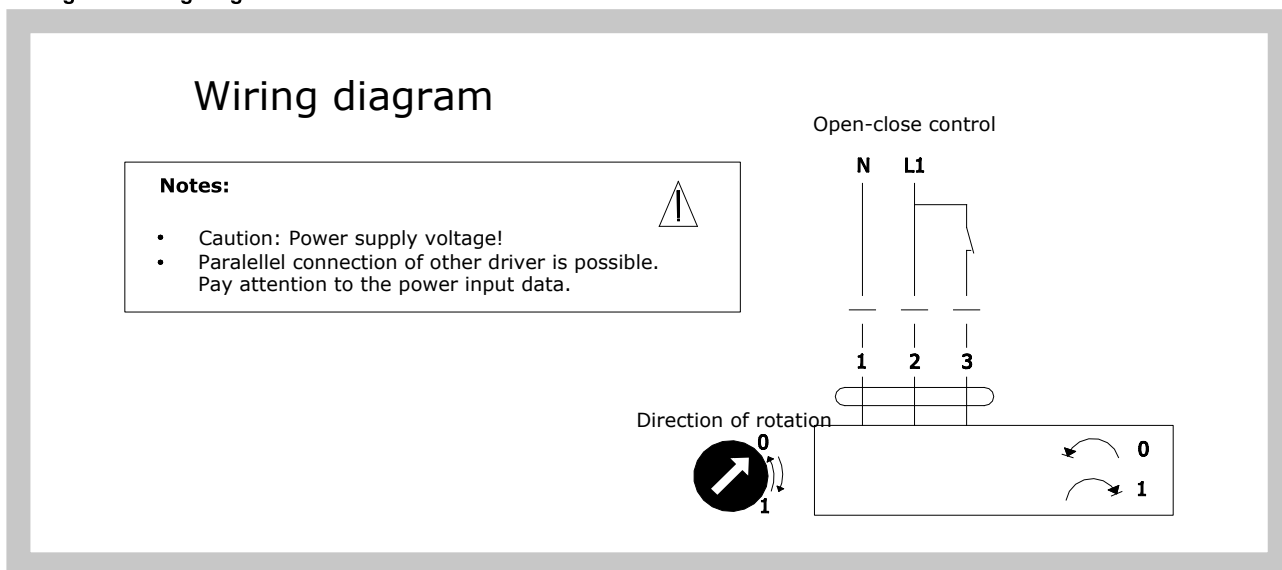 Wiring diagram
Open-close control
N L1
Notes:
• Caution: Power supply voltage!
• Paralellel connection of other driver is possible.
Pay attention to the power input data.
1 2 3
Direction of rotation
0
1
0
1